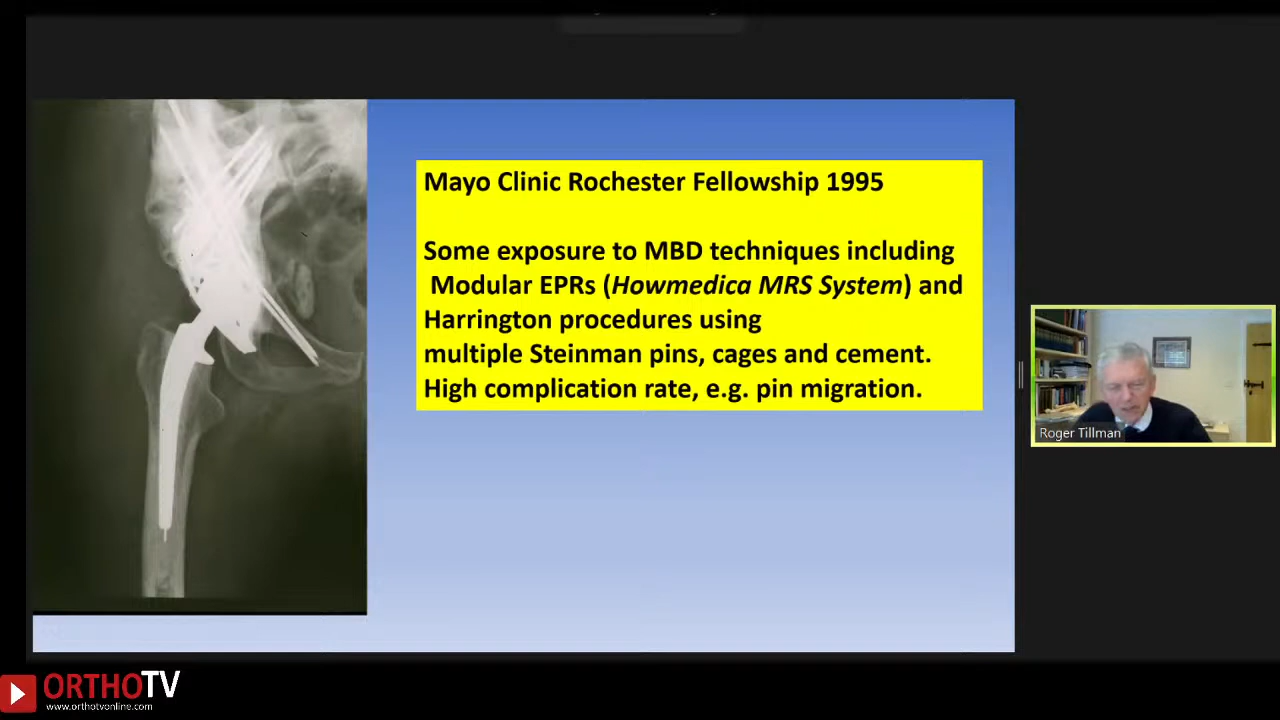 Mayo Clinic Rochester Fellowship 1995
Some exposure to MBD techniques including
Modular EPRs (Howmedica MRS System) and
Harrington procedures using
multiple Steinman pins, cages and cement.
High complication rate, e.g. pin migration.
Roger Tillman
ORTHOTV
www.orthotvonline.com